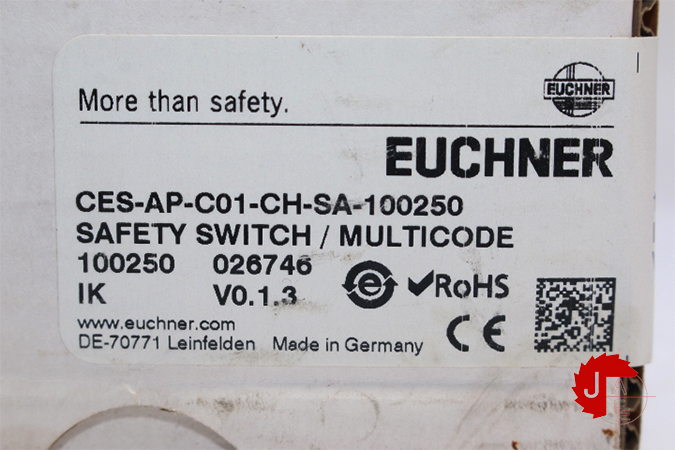 EUCHNER
More than safety.
EUCHNER
CES-AP-C01-CH-SA-100250
SAFETY SWITCH / MULTICODE
100250 026746
e RoHS
IK V0.1.3
CE
www.euchner.com
DE-70771 Leinfelden Made in Germany
J